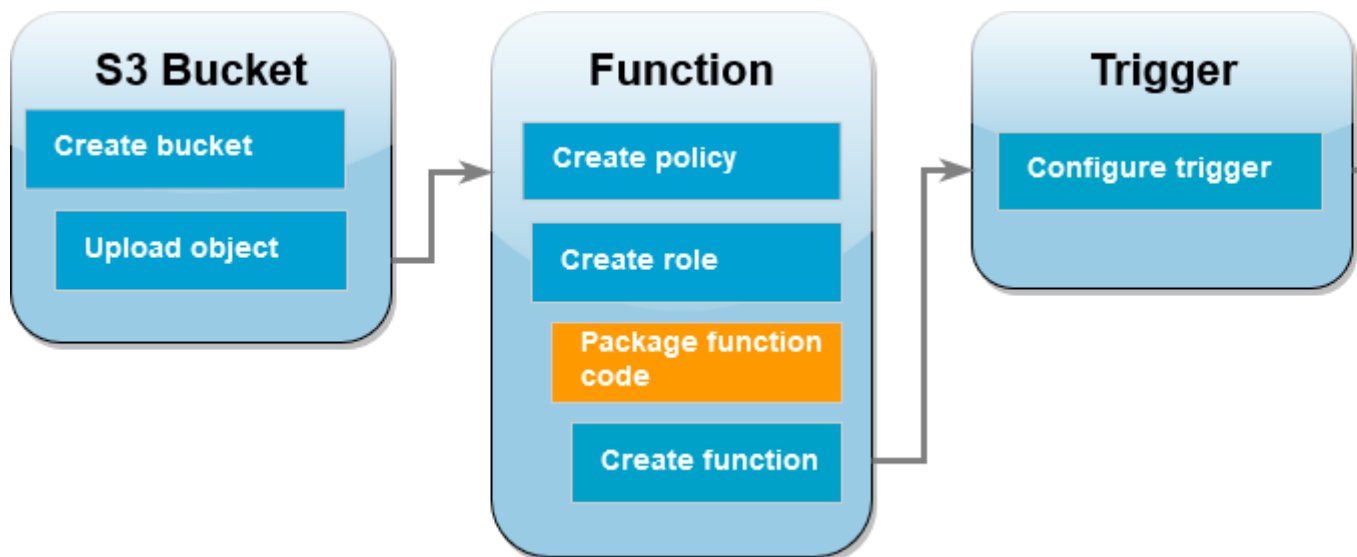 S3 Bucket
Create bucket
Upload object
Function
Create policy
Create role
Package function
code
Create function
Trigger
Configure trigger